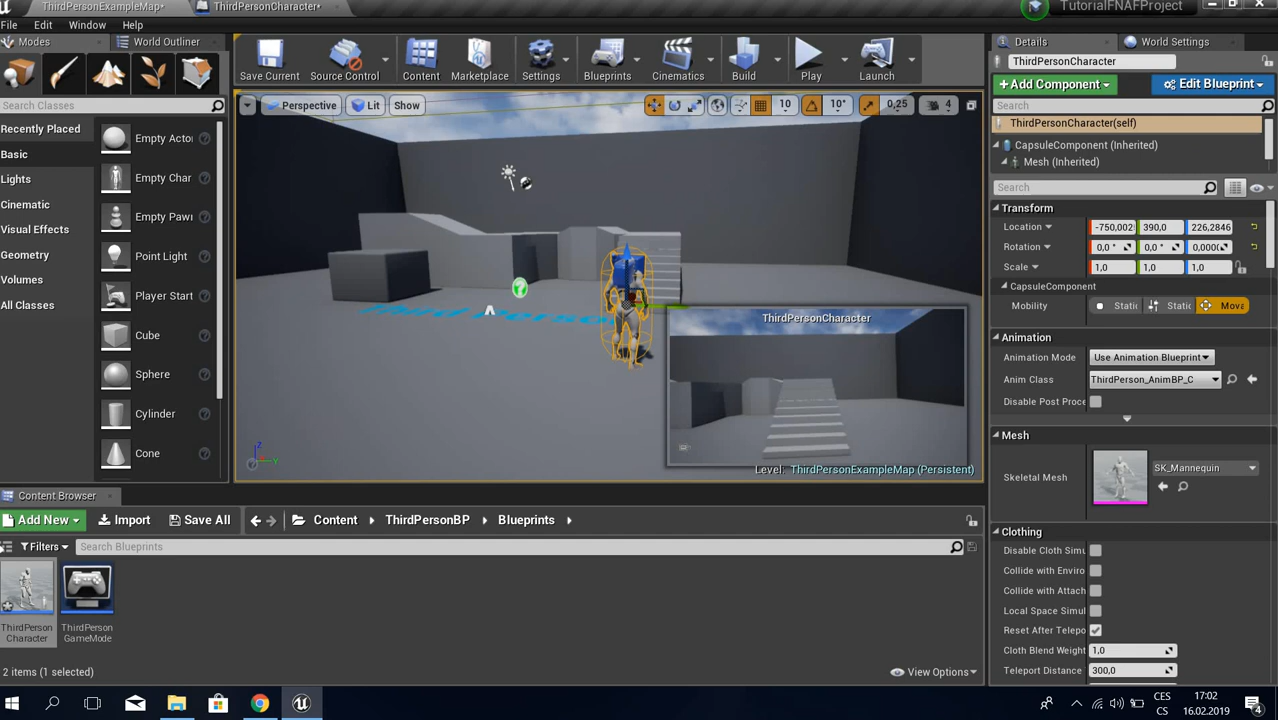 ThirdPersonExampleMap•
ThirdPersonCharacter*
TutorialFNAFProject
File Edit Window Help
Modes
World Outliner
Search Classes
Recently Placed
Basic
Lights
Cinematic
Visual Effects
Geometry
Volumes
All Classes
Empty Actor
Empty Char
Empty Pawn
Point Light
Player Start
Cube
Sphere
Cylinder
Cone
Save Current
Source Control
Content
Marketplace
Settings
Blueprints
Cinematics
Build
Play
Launch
Perspective
Lit
Show
10
10°
0,25
4
Third Perso
ThirdPersonCharacter
Level: ThirdPersonExampleMap (Persistent)
Details
World Settings
ThirdPersonCharacter
+Add Component
Edit Blueprint
Search
ThirdPersonCharacter(self)
CapsuleComponent (Inherited)
Mesh (Inherited)
Search
Transform
Location -750,002 390,0 226,2846
Rotation 0,0 ° 0,0 ° 0,0000
Scale 1,0 1,0 1,0
CapsuleComponent
Mobility Static Static Mova
Animation
Animation Mode Use Animation Blueprint
Anim Class ThirdPerson_AnimBP_C
Disable Post Proce
Mesh
Skeletal Mesh SK_Mannequin
Clothing
Disable Cloth Simu
Collide with Enviro
Collide with Attach
Local Space Simul
Reset After Telepo
Cloth Blend Weight 1,0
Teleport Distance 300,0
Content Browser
Add New
Import
Save All
Content
ThirdPersonBP
Blueprints
Filters
Search Blueprints
ThirdPerson
Character
ThirdPerson
GameMode
2 items (1 selected)
View Options
CES
CS
17:02
16.02.2019
4